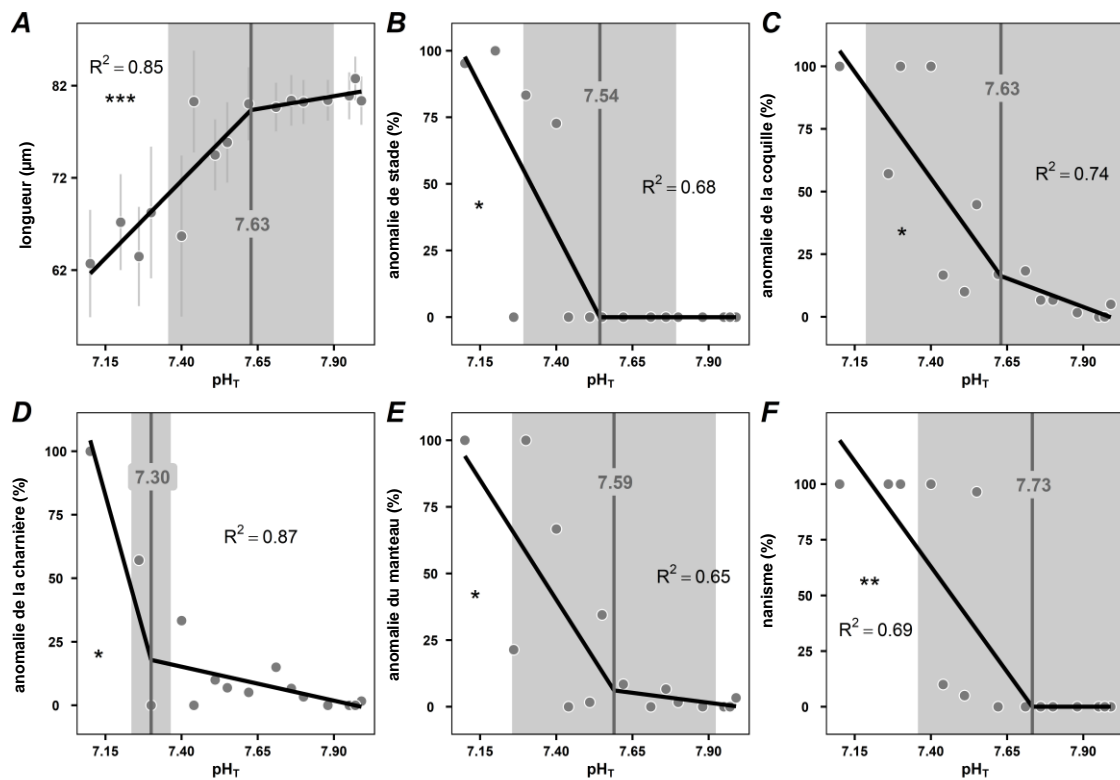 A
longueur (µm)
82
72
62
R² = 0.85
***
7.63
7.15 7.40 7.65 7.90
pHT
B
anomalie de stade (%)
100
75
50
25
0
7.54
R² = 0.68
*
7.15 7.40 7.65 7.90
pHT
C
anomalie de la coquille (%)
100
75
50
25
0
7.63
R² = 0.74
*
7.15 7.40 7.65 7.90
pHT
D
anomalie de la charnière (%)
100
75
50
25
0
7.30
R² = 0.87
*
7.15 7.40 7.65 7.90
pHT
E
anomalie du manteau (%)
100
75
50
25
0
7.59
R² = 0.65
*
7.15 7.40 7.65 7.90
pHT
F
nanisme (%)
100
75
50
25
0
7.73
**
R² = 0.69
7.15 7.40 7.65 7.90
pHT